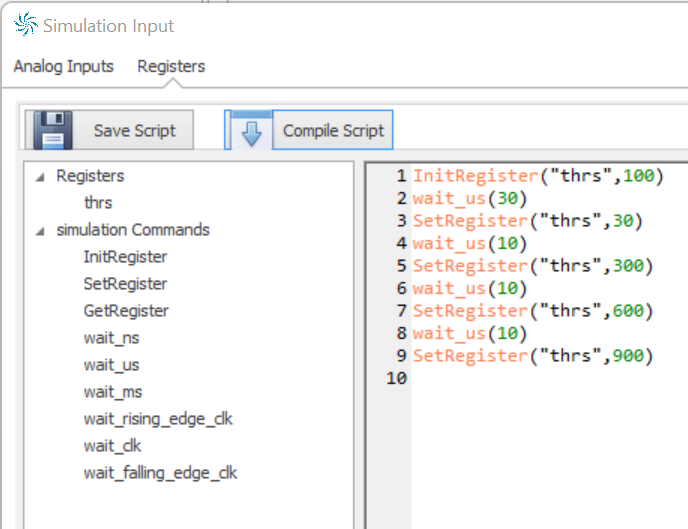 Simulation Input
Analog Inputs Registers
Save Script Compile Script
Registers
thrs
simulation Commands
InitRegister
SetRegister
GetRegister
wait_ns
wait_us
wait_ms
wait_rising_edge_clk
wait_clk
wait_falling_edge_clk
1 InitRegister("thrs",100)
2 wait_us(30)
3 SetRegister("thrs",30)
4 wait_us(10)
5 SetRegister("thrs",300)
6 wait_us(10)
7 SetRegister("thrs",600)
8 wait_us(10)
9 SetRegister("thrs",900)
10